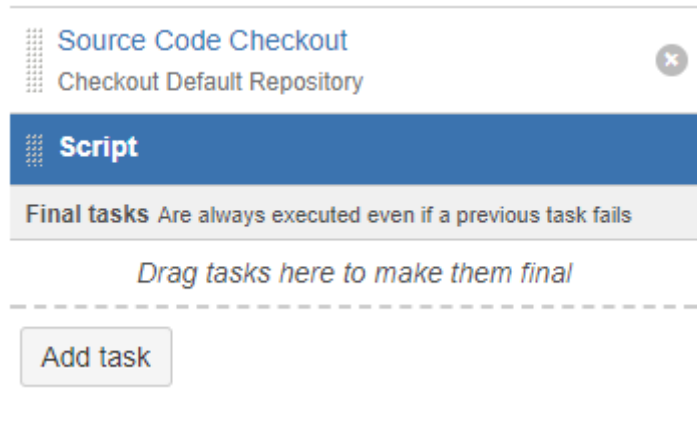 Source Code Checkout
Checkout Default Repository
Script
Final tasks Are always executed even if a previous task fails
Drag tasks here to make them final
Add task